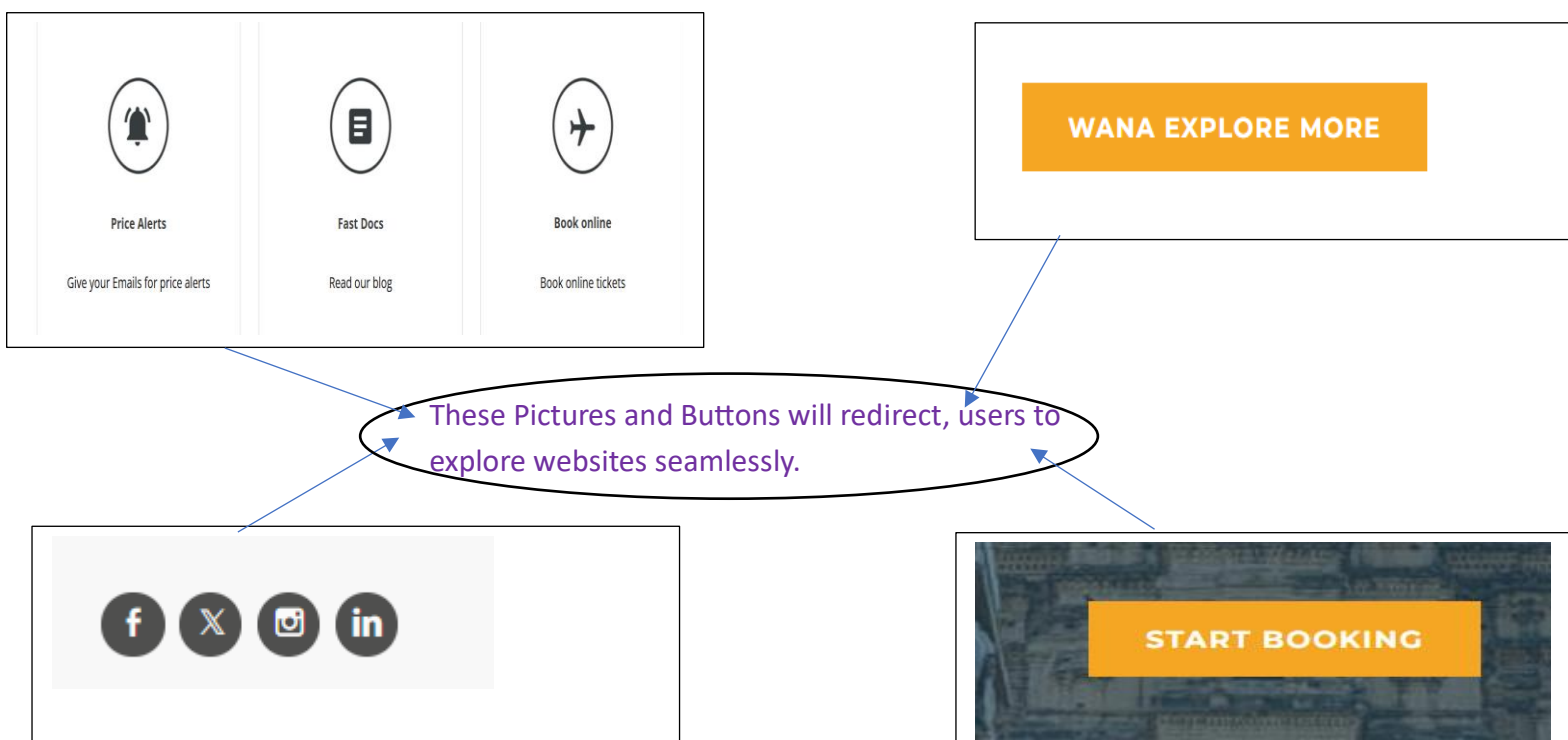 Price Alerts
Give your Emails for price alerts
Fast Docs
Read our blog
Book online
Book online tickets
WANA EXPLORE MORE
These Pictures and Buttons will redirect, users to
explore websites seamlessly.
f X in
START BOOKING